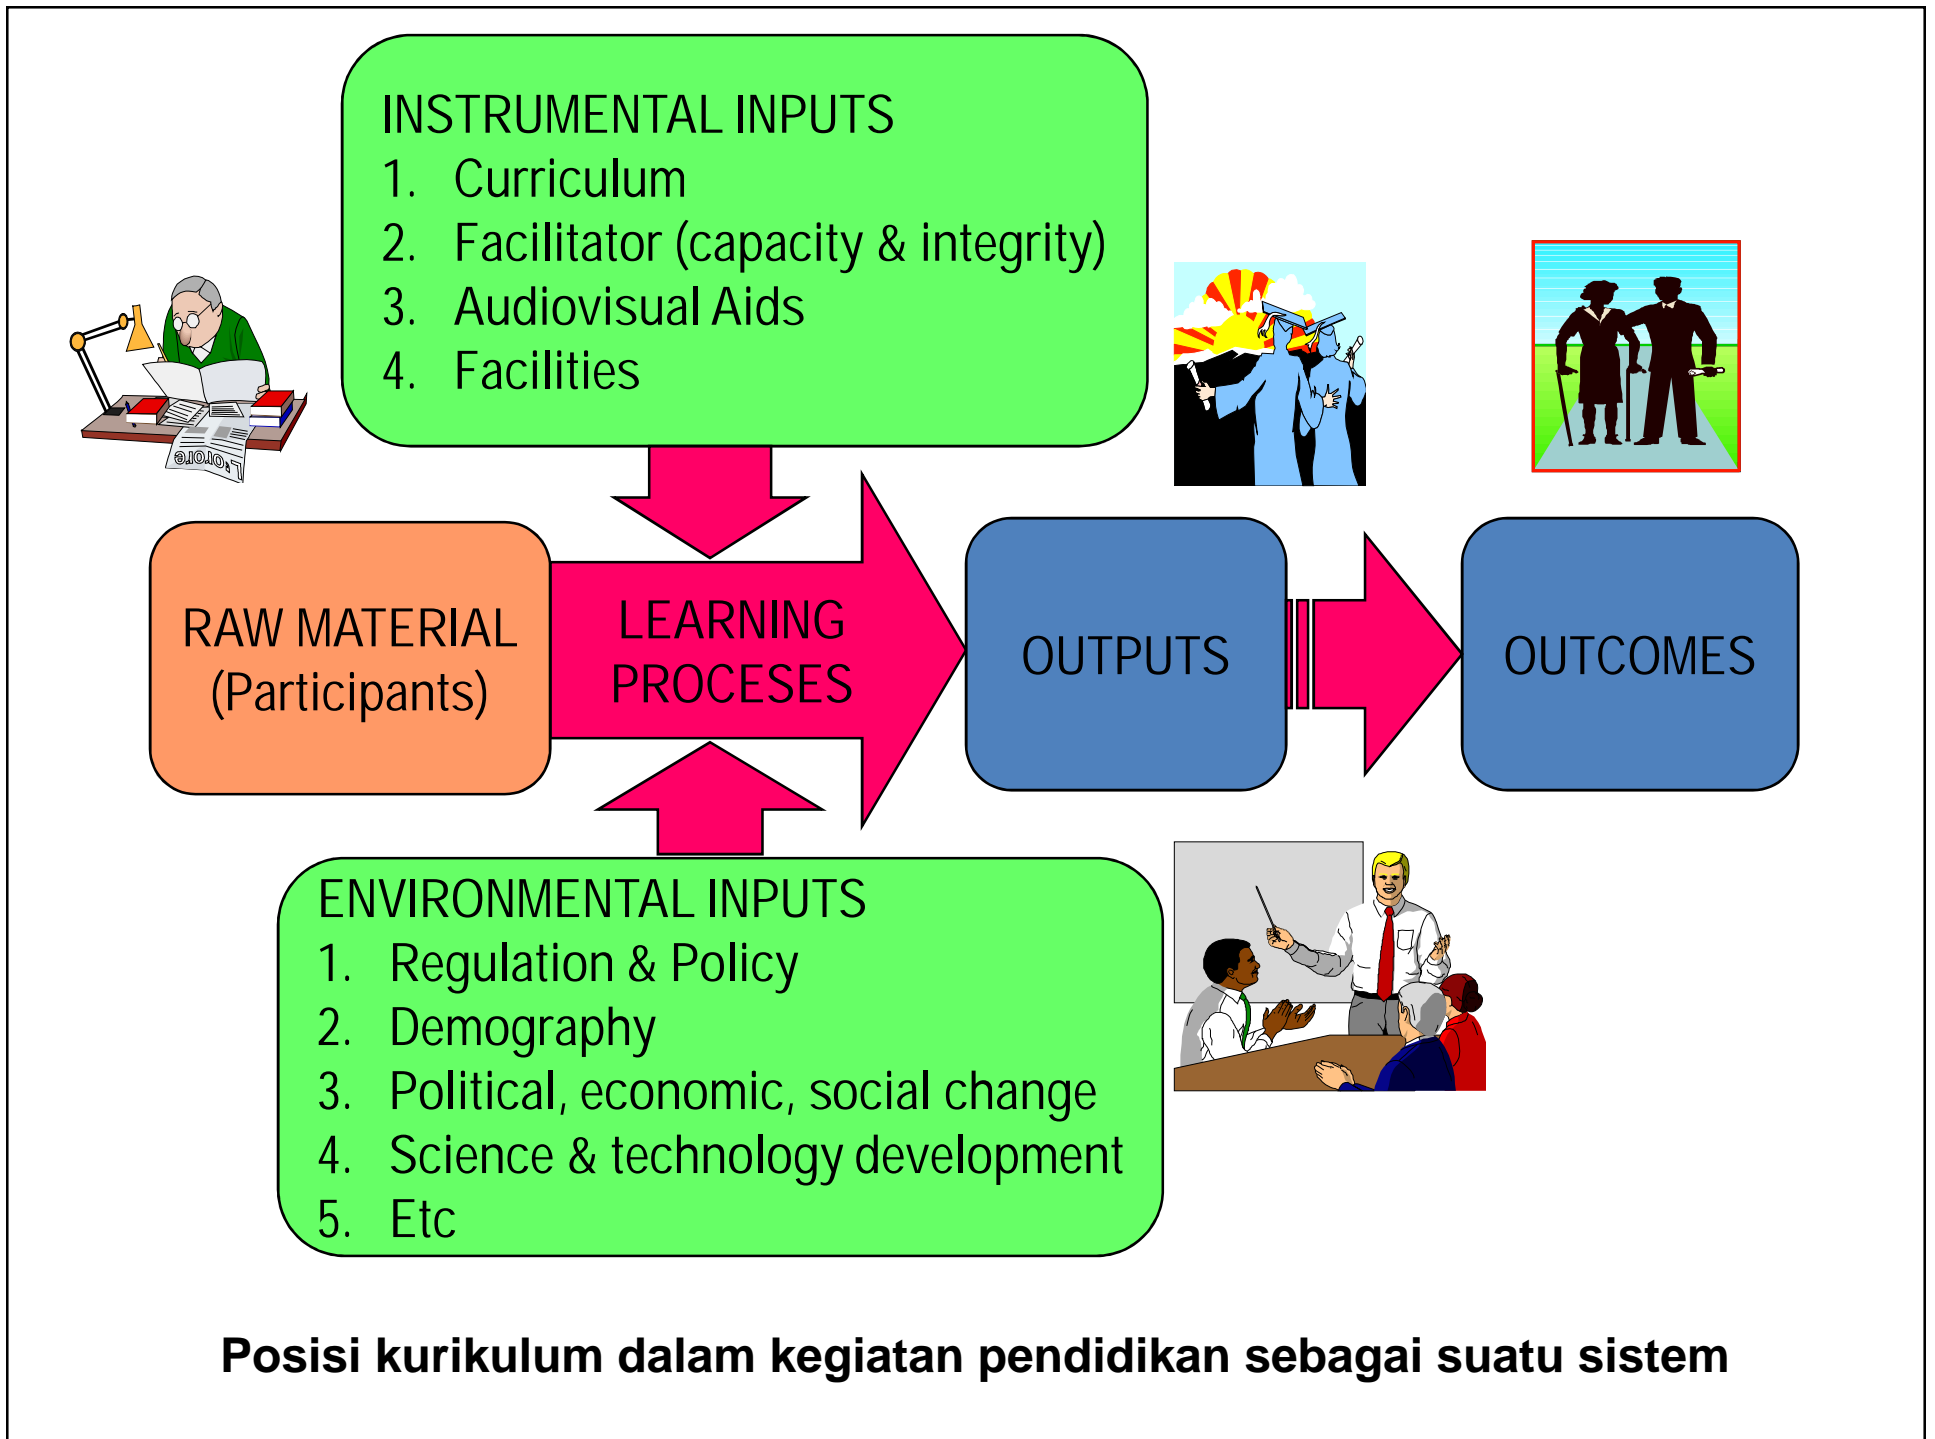 INSTRUMENTAL INPUTS
1. Curriculum
2. Facilitator (capacity & integrity)
3. Audiovisual Aids
4. Facilities
RAW MATERIAL
(Participants)
LEARNING
PROCESES
OUTPUTS
OUTCOMES
ENVIRONMENTAL INPUTS
1. Regulation & Policy
2. Demography
3. Political, economic, social change
4. Science & technology development
5. Etc
Posisi kurikulum dalam kegiatan pendidikan sebagai suatu sistem